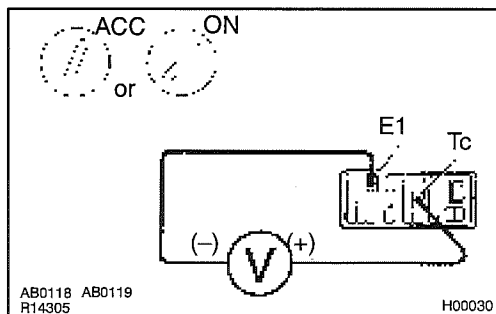 ACC ON
or
E1
Tc
(−) V (+)
AB0118 AB0119
R14305 H00030